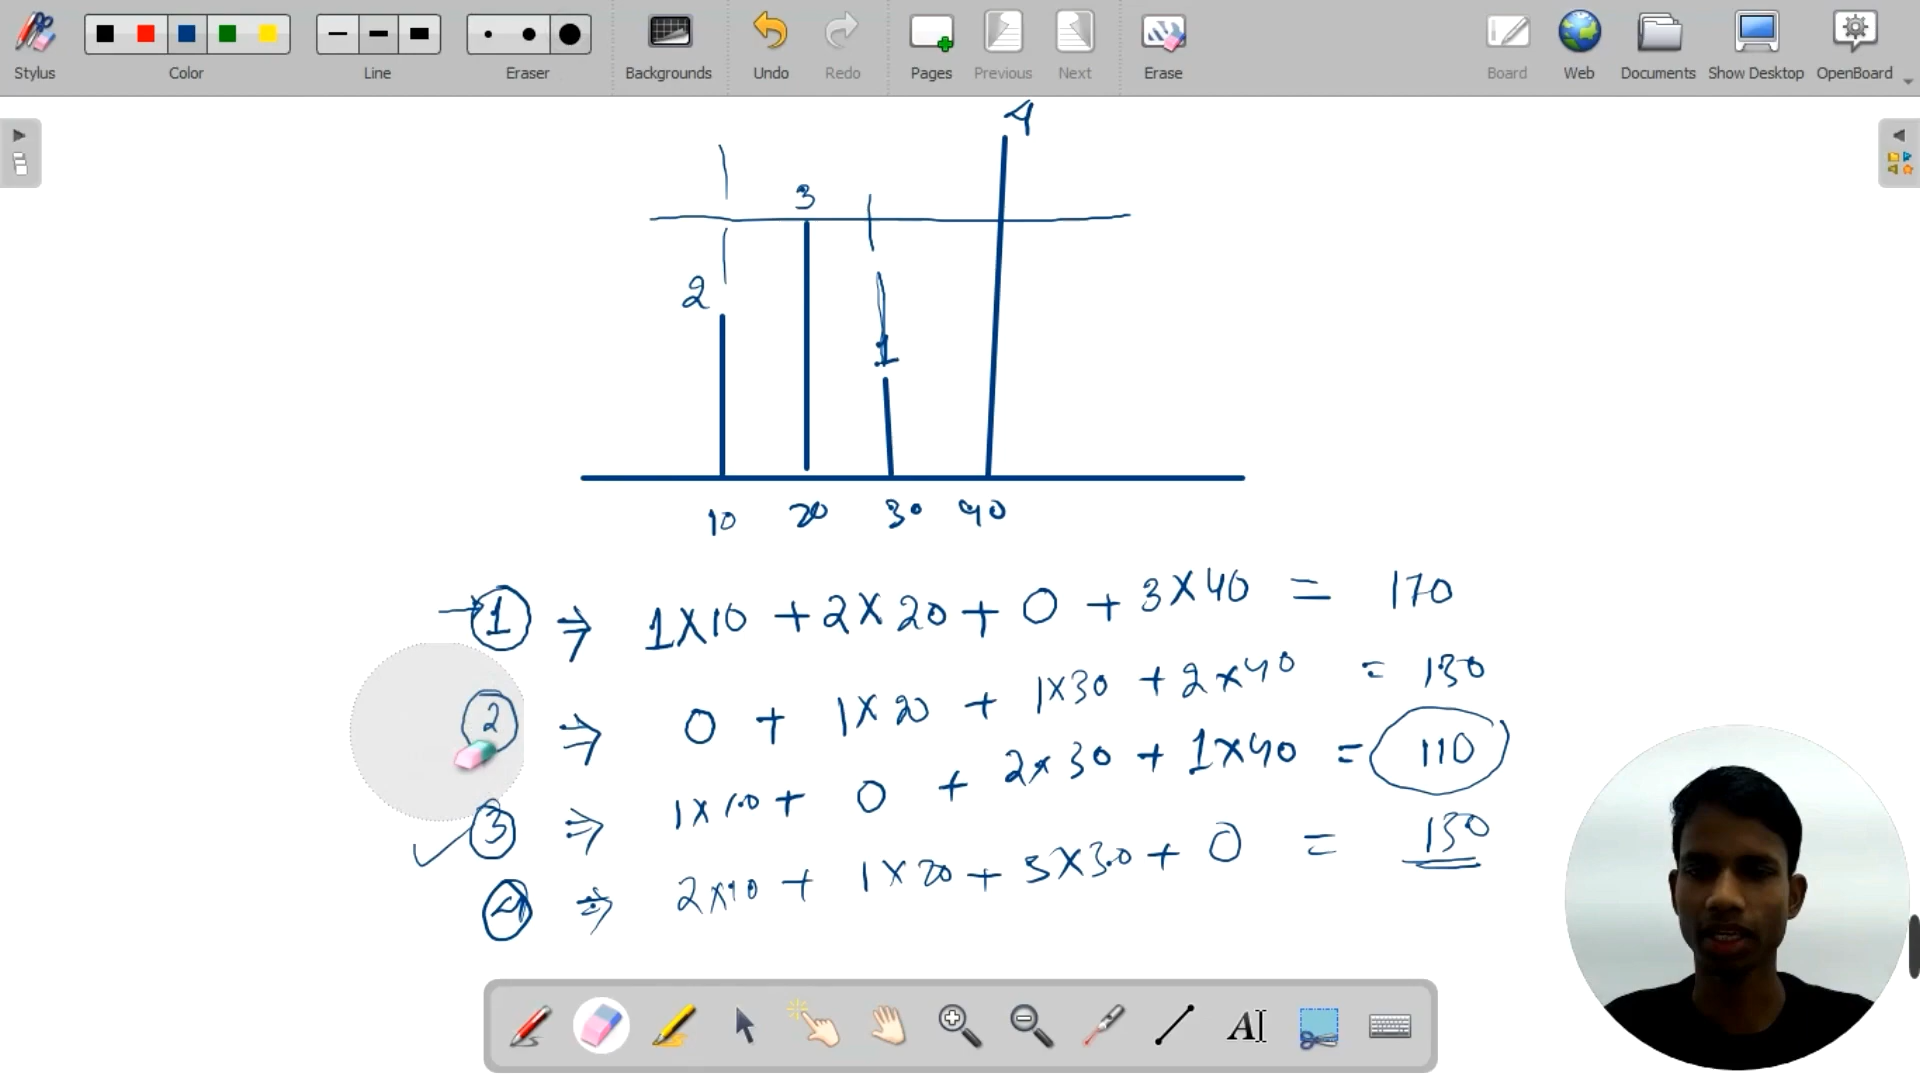 Stylus Color Line Eraser Backgrounds Undo Redo Pages Previous Next Erase Board Web Documents Show Desktop OpenBoard
4
3
2
1
10 20 30 40
1 ⇒ 1X10 + 2X20 + 0 + 3X40 = 170
2 ⇒ 0 + 1X20 + 1X30 + 2X40 = 130
3 ⇒ 1X10 + 0 + 2X30 + 1X40 = 110
4 ⇒ 2X10 + 1X20 + 3X30 + 0 = 130